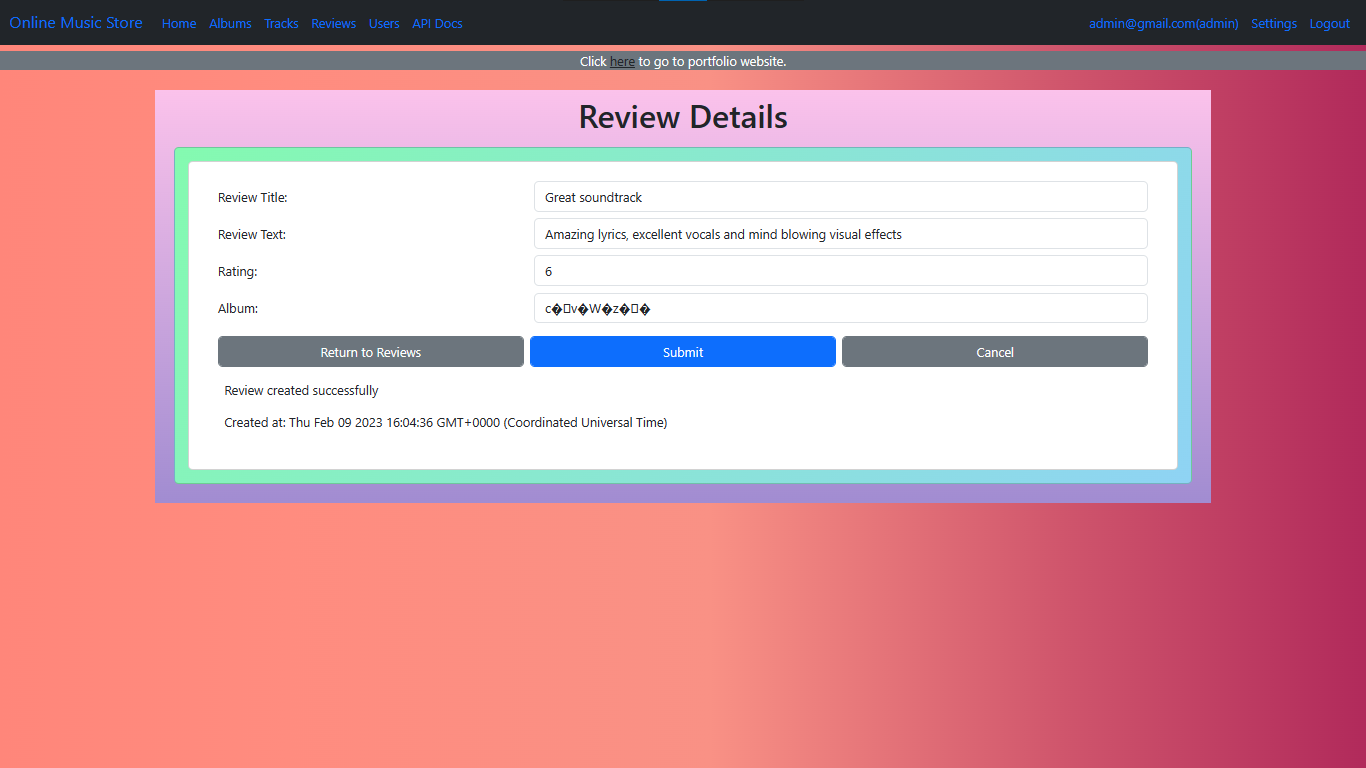 Online Music Store Home Albums Tracks Reviews Users API Docs admin@gmail.com(admin) Settings Logout
Click here to go to portfolio website.
Review Details
Review Title: Great soundtrack
Review Text: Amazing lyrics, excellent vocals and mind blowing visual effects
Rating: 6
Album:
Return to Reviews Submit Cancel
Review created successfully
Created at: Thu Feb 09 2023 16:04:36 GMT+0000 (Coordinated Universal Time)